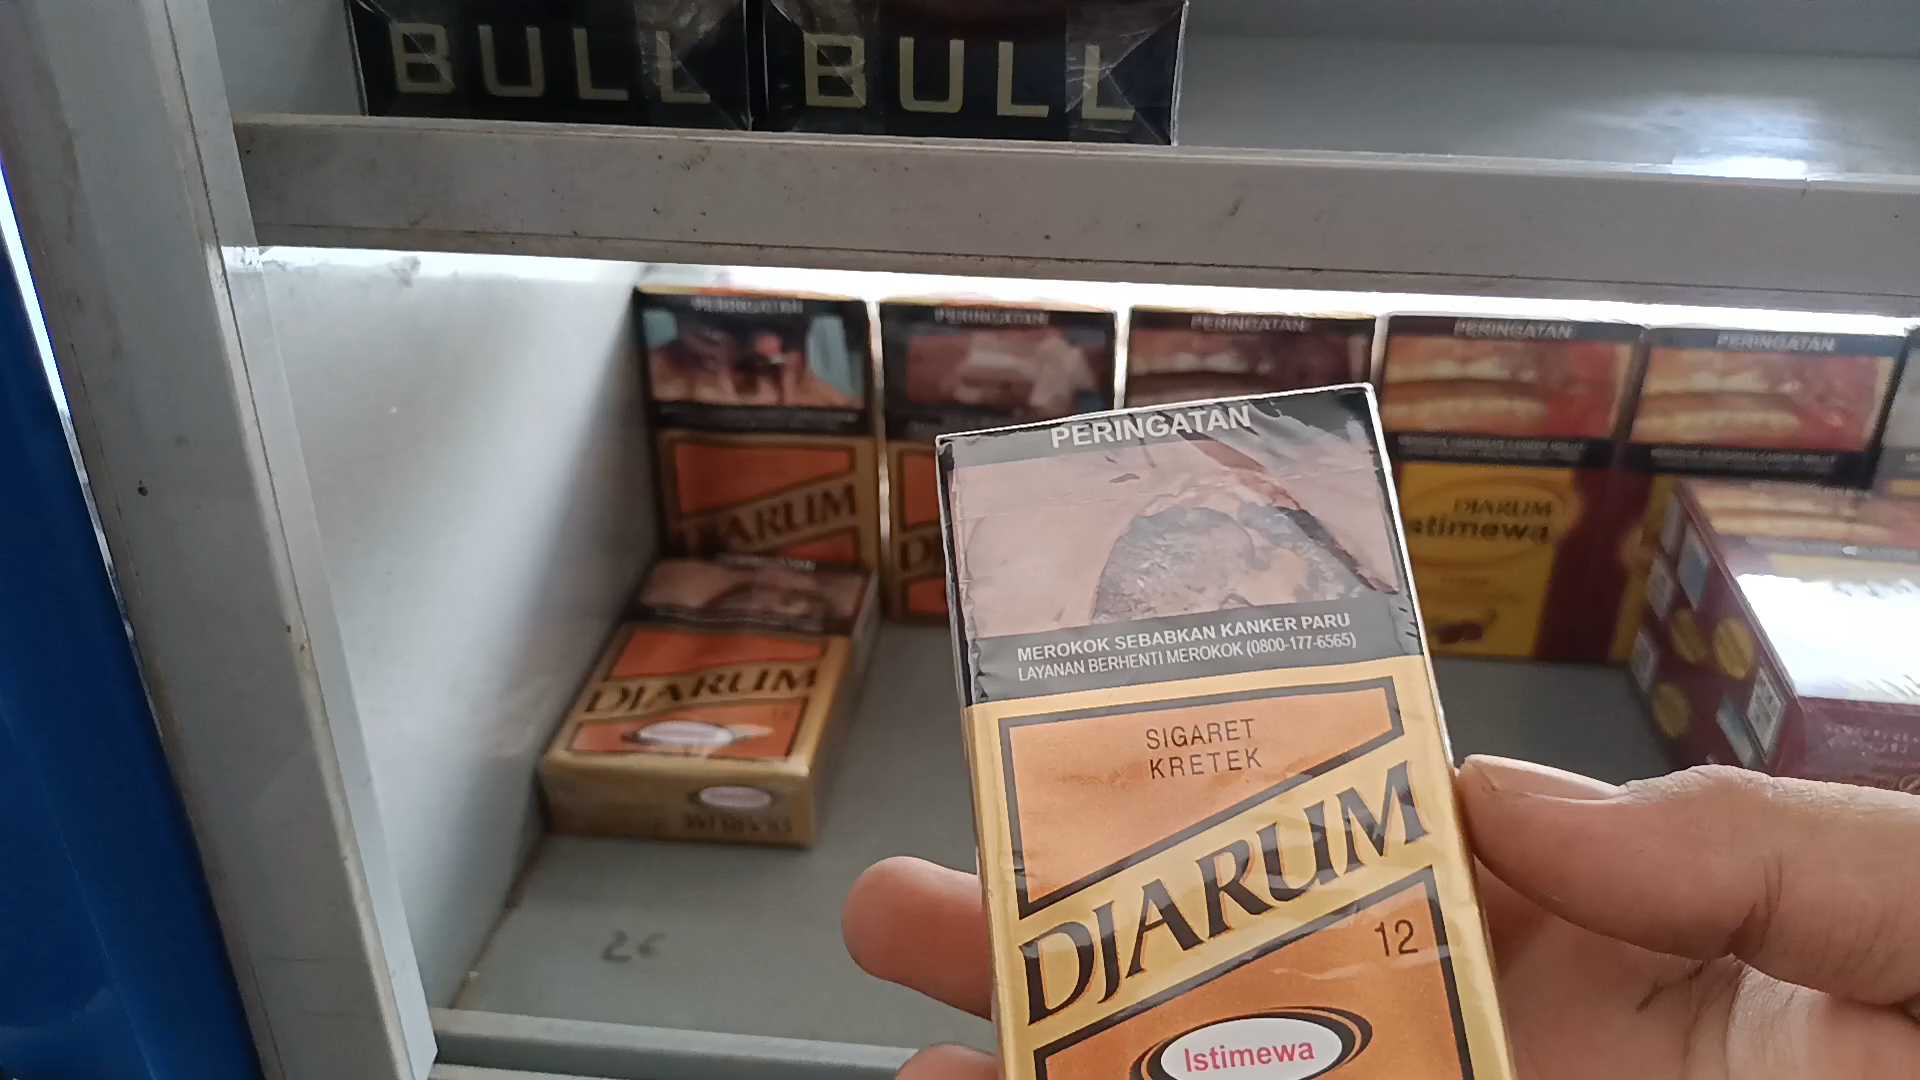 BULL BULL
PERINGATAN
PERINGATAN
PERINGATAN
PERINGATAN
PERINGATAN
DJARUM
DJARUM
Istimewa
DJARUM
PERINGATAN
MEROKOK SEBABKAN KANKER PARU
LAYANAN BERHENTI MEROKOK (0800-177-6565)
SIGARET
KRETEK
DJARUM
12
Istimewa